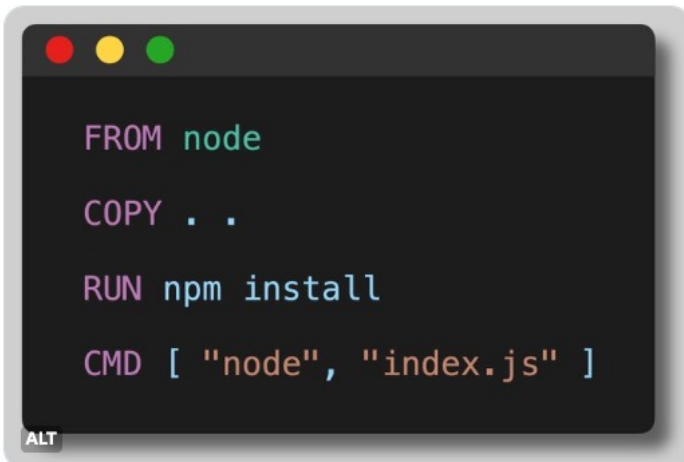 FROM node
COPY . .
RUN npm install
CMD [ "node", "index.js" ]
ALT